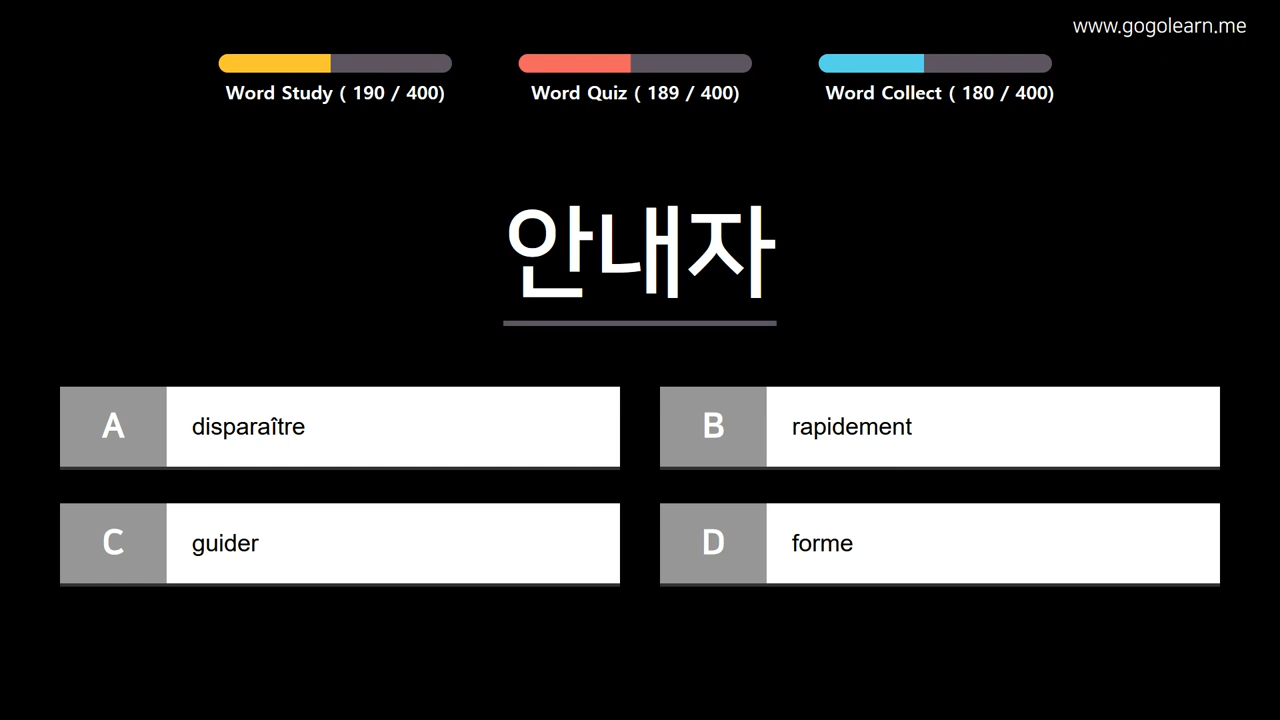 www.gogolearn.me
Word Study ( 190 / 400)
Word Quiz ( 189 / 400)
Word Collect ( 180 / 400)
안내자
A disparaître
B rapidement
C guider
D forme